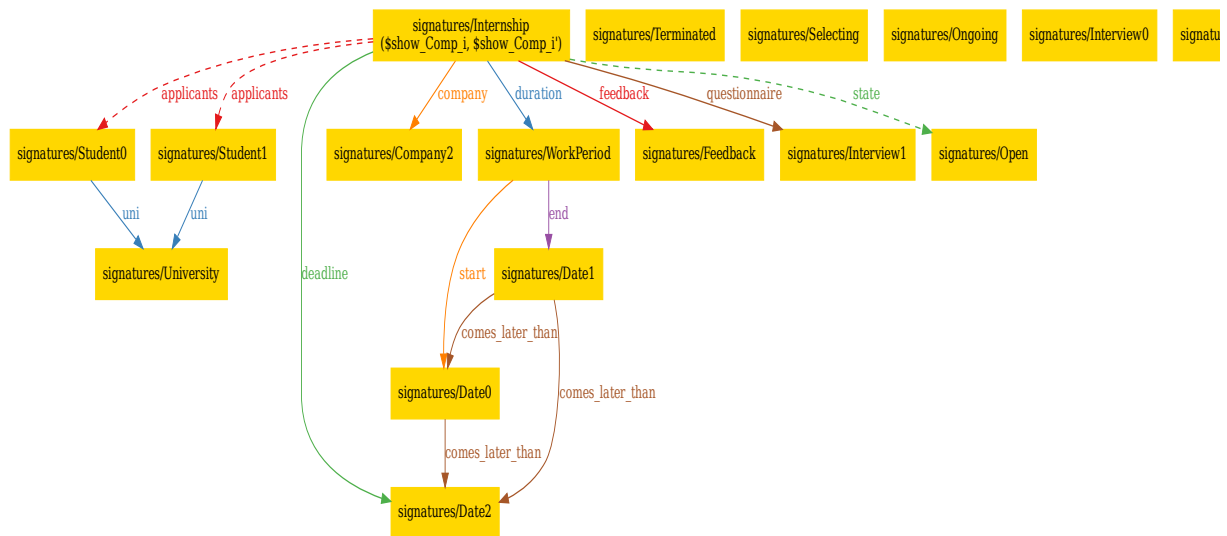 signatures/Internship
($show_Comp_i, $show_Comp_i')
signatures/Terminated
signatures/Selecting
signatures/Ongoing
signatures/Interview0
signatu
applicants
applicants
company
duration
feedback
questionnaire
state
signatures/Student0
signatures/Student1
signatures/Company2
signatures/WorkPeriod
signatures/Feedback
signatures/Interview1
signatures/Open
uni
uni
end
signatures/University
deadline
start
signatures/Date1
comes_later_than
signatures/Date0
comes_later_than
comes_later_than
signatures/Date2